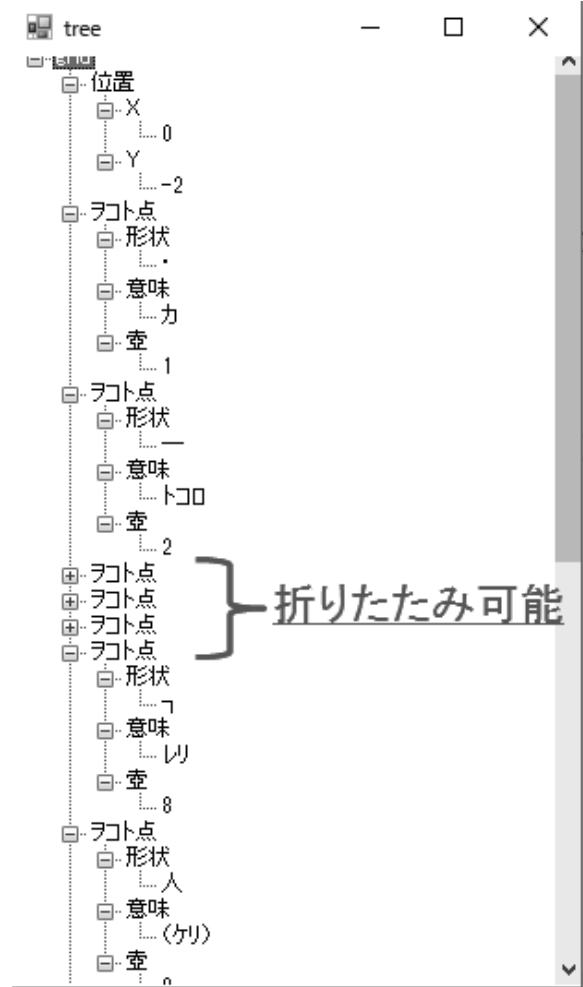 tree
位置
X
0
Y
-2
ヲコト点
形状
・
意味
カ
壺
1
ヲコト点
形状
―
意味
トコロ
壺
2
ヲコト点
ヲコト点
ヲコト点
折りたたみ可能
ヲコト点
形状
¬
意味
レリ
壺
8
ヲコト点
形状
人
意味
(ケリ)
壺